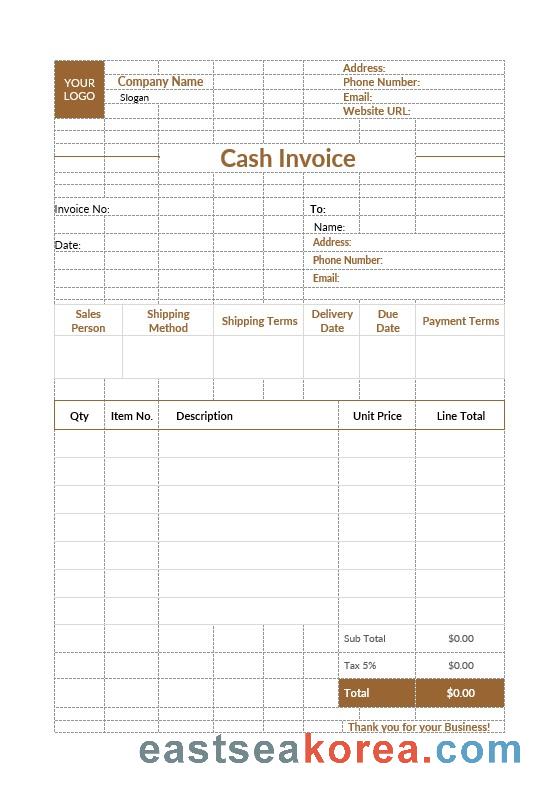 YOUR LOGO
Company Name
Slogan
Address:
Phone Number:
Email:
Website URL:
Cash Invoice
Invoice No:
Date:
To:
Name:
Address:
Phone Number:
Email:
Sales Person Shipping Method Shipping Terms Delivery Date Due Date Payment Terms
Qty Item No. Description Unit Price Line Total
Sub Total $0.00
Tax 5% $0.00
Total $0.00
Thank you for your Business!
eastseakorea.com